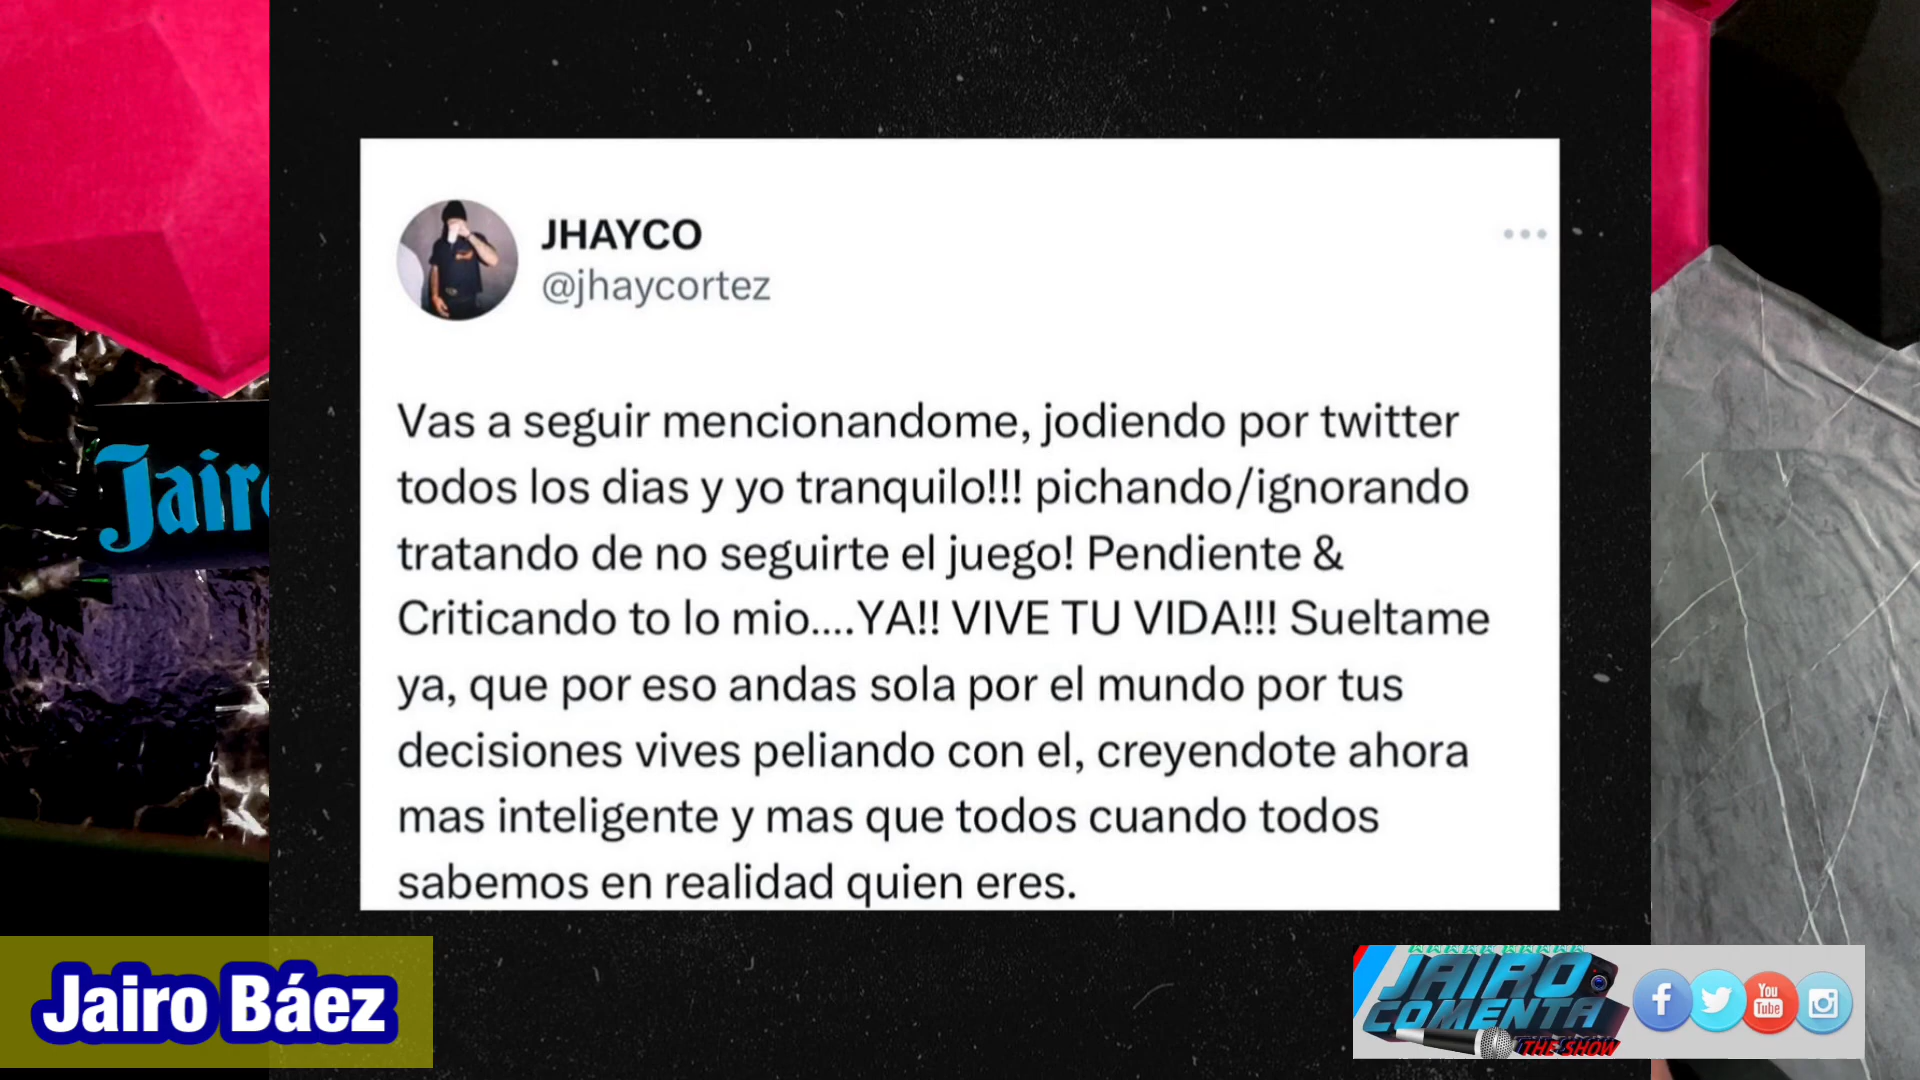 JHAYCO
@jhaycortez
Vas a seguir mencionandome, jodiendo por twitter
todos los dias y yo tranquilo!!! pichando/ignorando
tratando de no seguirte el juego! Pendiente &
Criticando to lo mio....YA!! VIVE TU VIDA!!! Sueltame
ya, que por eso andas sola por el mundo por tus
decisiones vives peliando con el, creyendote ahora
mas inteligente y mas que todos cuando todos
sabemos en realidad quien eres.
Jairo
Jairo Báez
JAIRO
COMENTA
THE SHOW
You
Tube